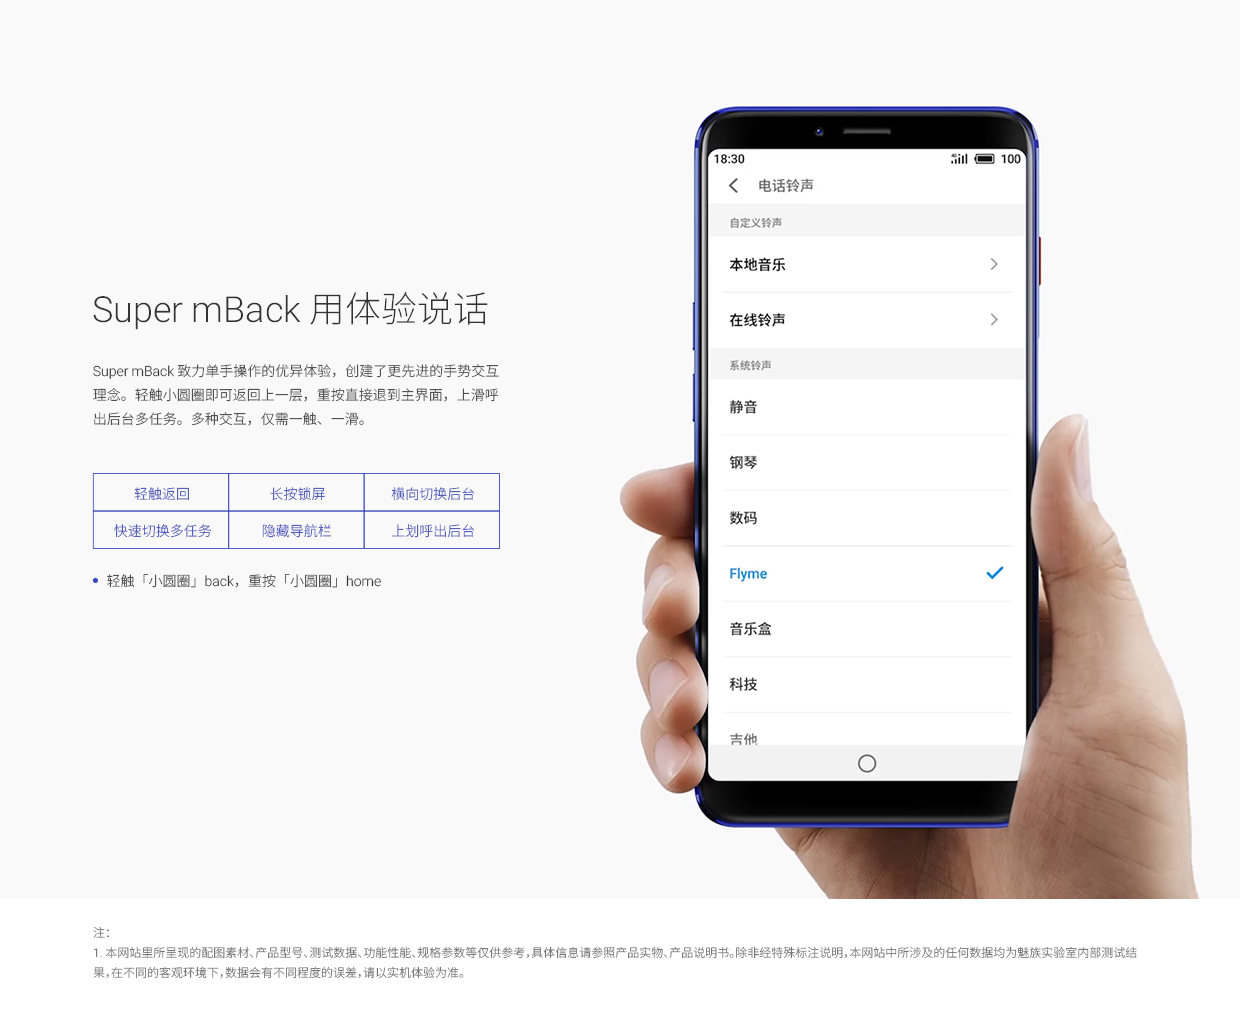 Super mBack 用体验说话
Super mBack 致力单手操作的优异体验，创建了更先进的手势交互
理念。轻触小圆圈即可返回上一层，重按直接退到主界面，上滑呼
出后台多任务。多种交互，仅需一触、一滑。
轻触返回 长按锁屏 横向切换后台
快速切换多任务 隐藏导航栏 上划呼出后台
轻触「小圆圈」back，重按「小圆圈」home
18:30 100
电话铃声
自定义铃声
本地音乐
在线铃声
系统铃声
静音
钢琴
数码
Flyme
音乐盒
科技
吉他
注：
1. 本网站里所呈现的配图素材、产品型号、测试数据、功能性能、规格参数等仅供参考，具体信息请参照产品实物、产品说明书。除非经特殊标注说明，本网站中所涉及的任何数据均为魅族实验室内部测试结
果，在不同的客观环境下，数据会有不同程度的误差，请以实机体验为准。